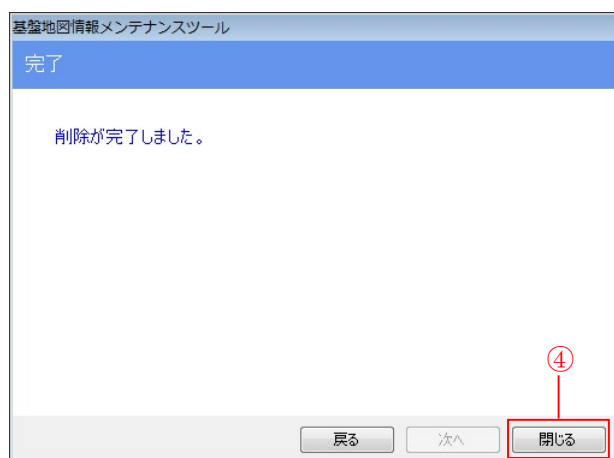 基盤地図情報メンテナンスツール
完了
削除が完了しました。
④
戻る 次へ 閉じる